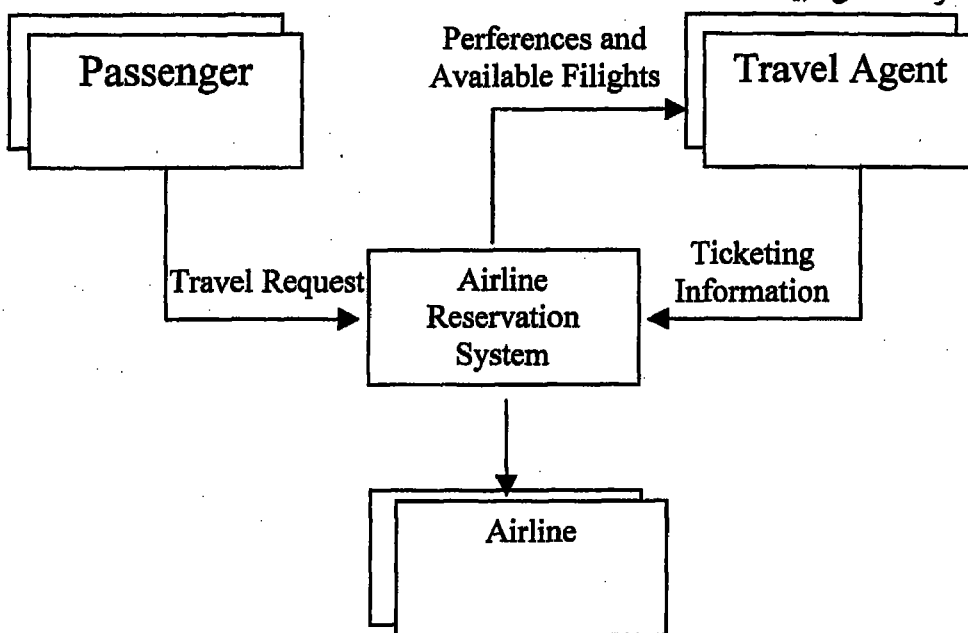 Passenger
Perferences and
Available Filights
Travel Agent
Travel Request
Airline
Reservation
System
Ticketing
Information
Airline